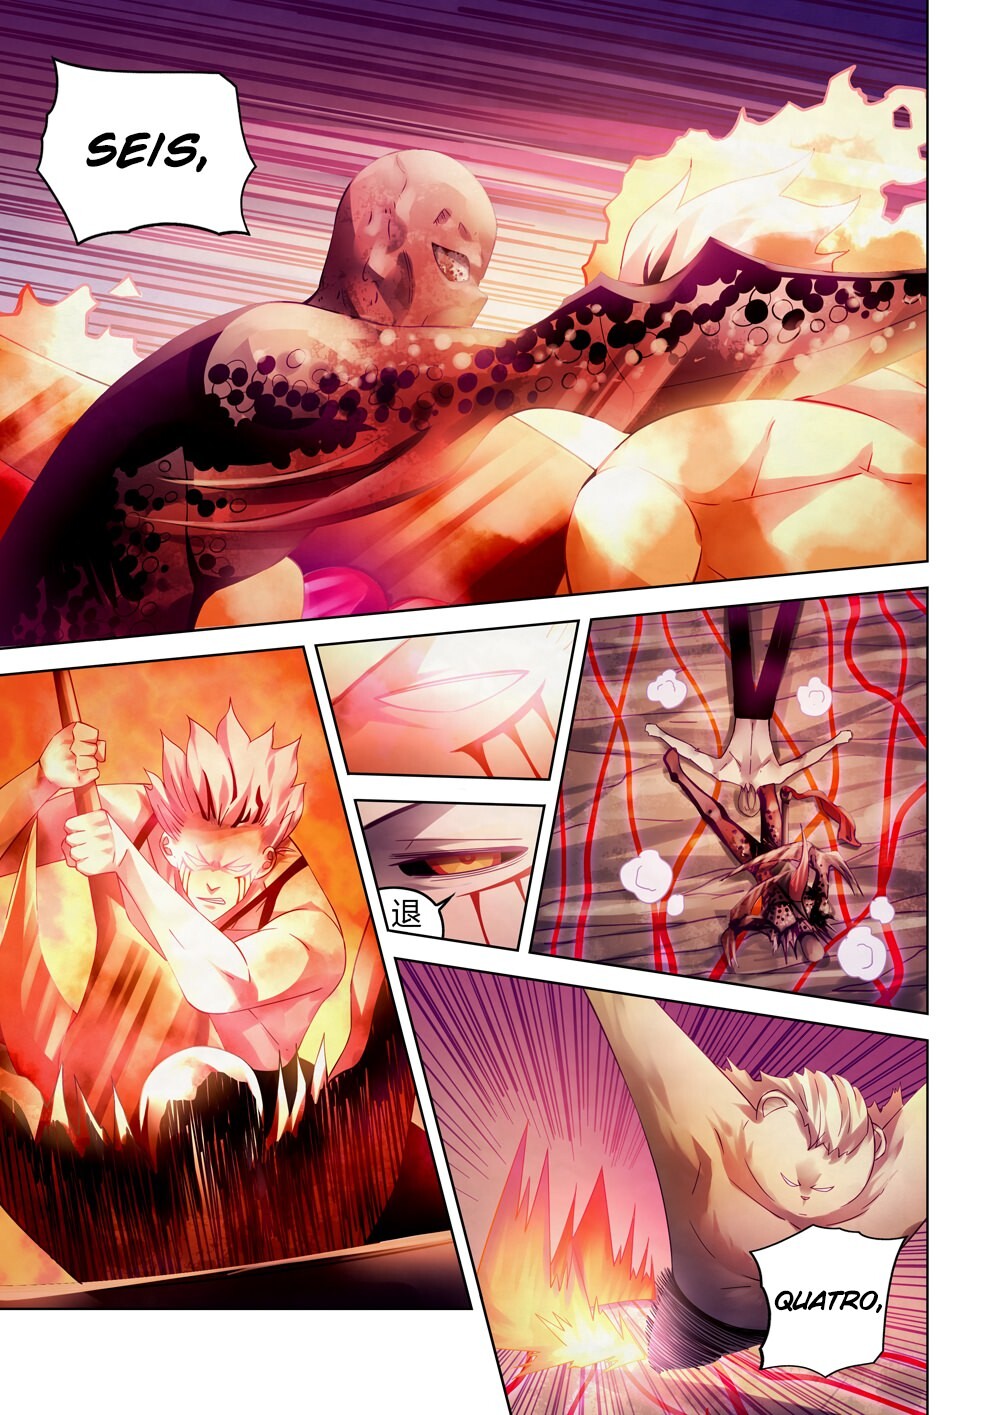 SEIS,
退
QUATRO,